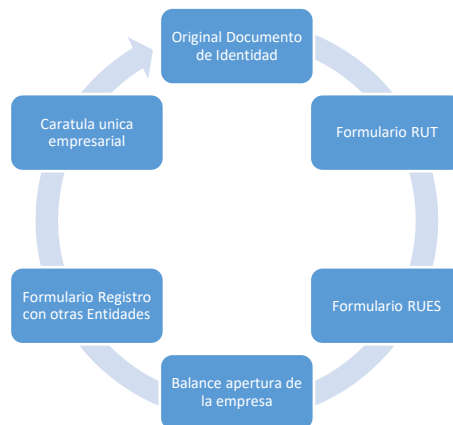 Original Documento
de Identidad
Formulario RUT
Formulario RUES
Balance apertura de
la empresa
Formulario Registro
con otras Entidades
Caratula unica
empresarial